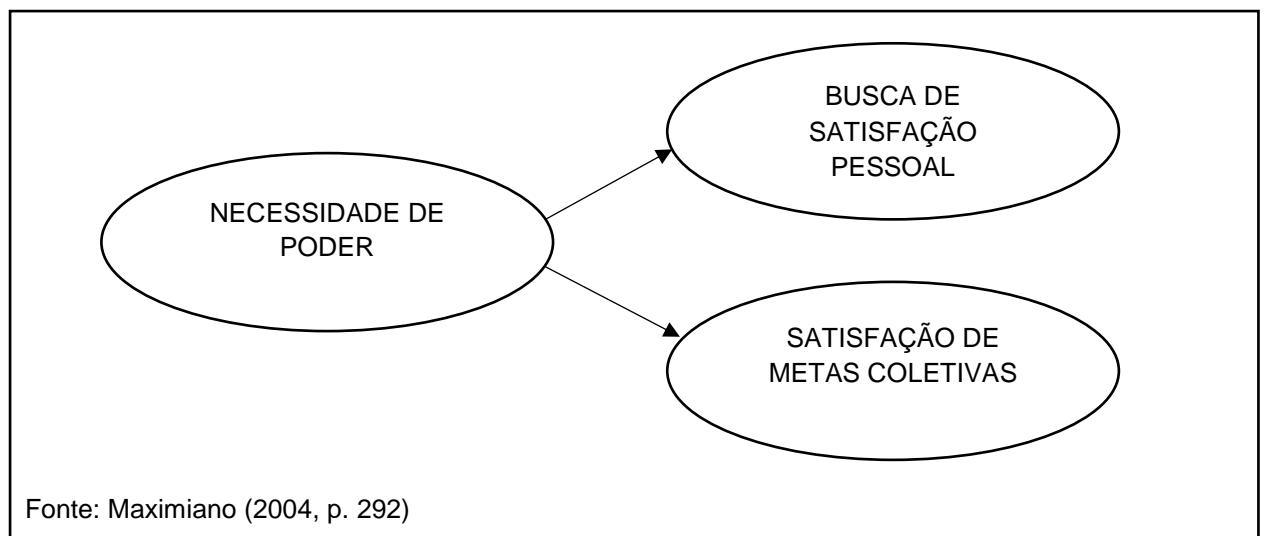 NECESSIDADE DE
PODER
BUSCA DE
SATISFAÇÃO
PESSOAL
SATISFAÇÃO DE
METAS COLETIVAS
Fonte: Maximiano (2004, p. 292)